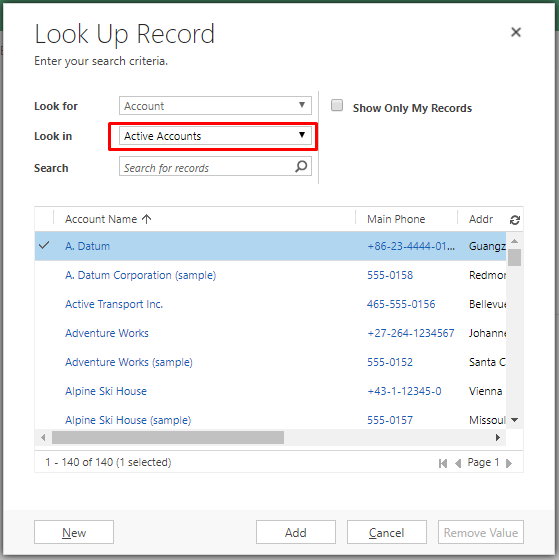 Look Up Record
Enter your search criteria.
Look for Account
Show Only My Records
Look in Active Accounts
Search Search for records
Account Name Main Phone Addr
A. Datum +86-23-4444-01... Guangz
A. Datum Corporation (sample) 555-0158 Redmor
Active Transport Inc. 465-555-0156 Bellevue
Adventure Works +27-264-1234567 Johanne
Adventure Works (sample) 555-0152 Santa C
Alpine Ski House +43-1-12345-0 Vienna
Alpine Ski House (sample) 555-0157 Missoul
1 - 140 of 140 (1 selected) Page 1
New Add Cancel Remove Value